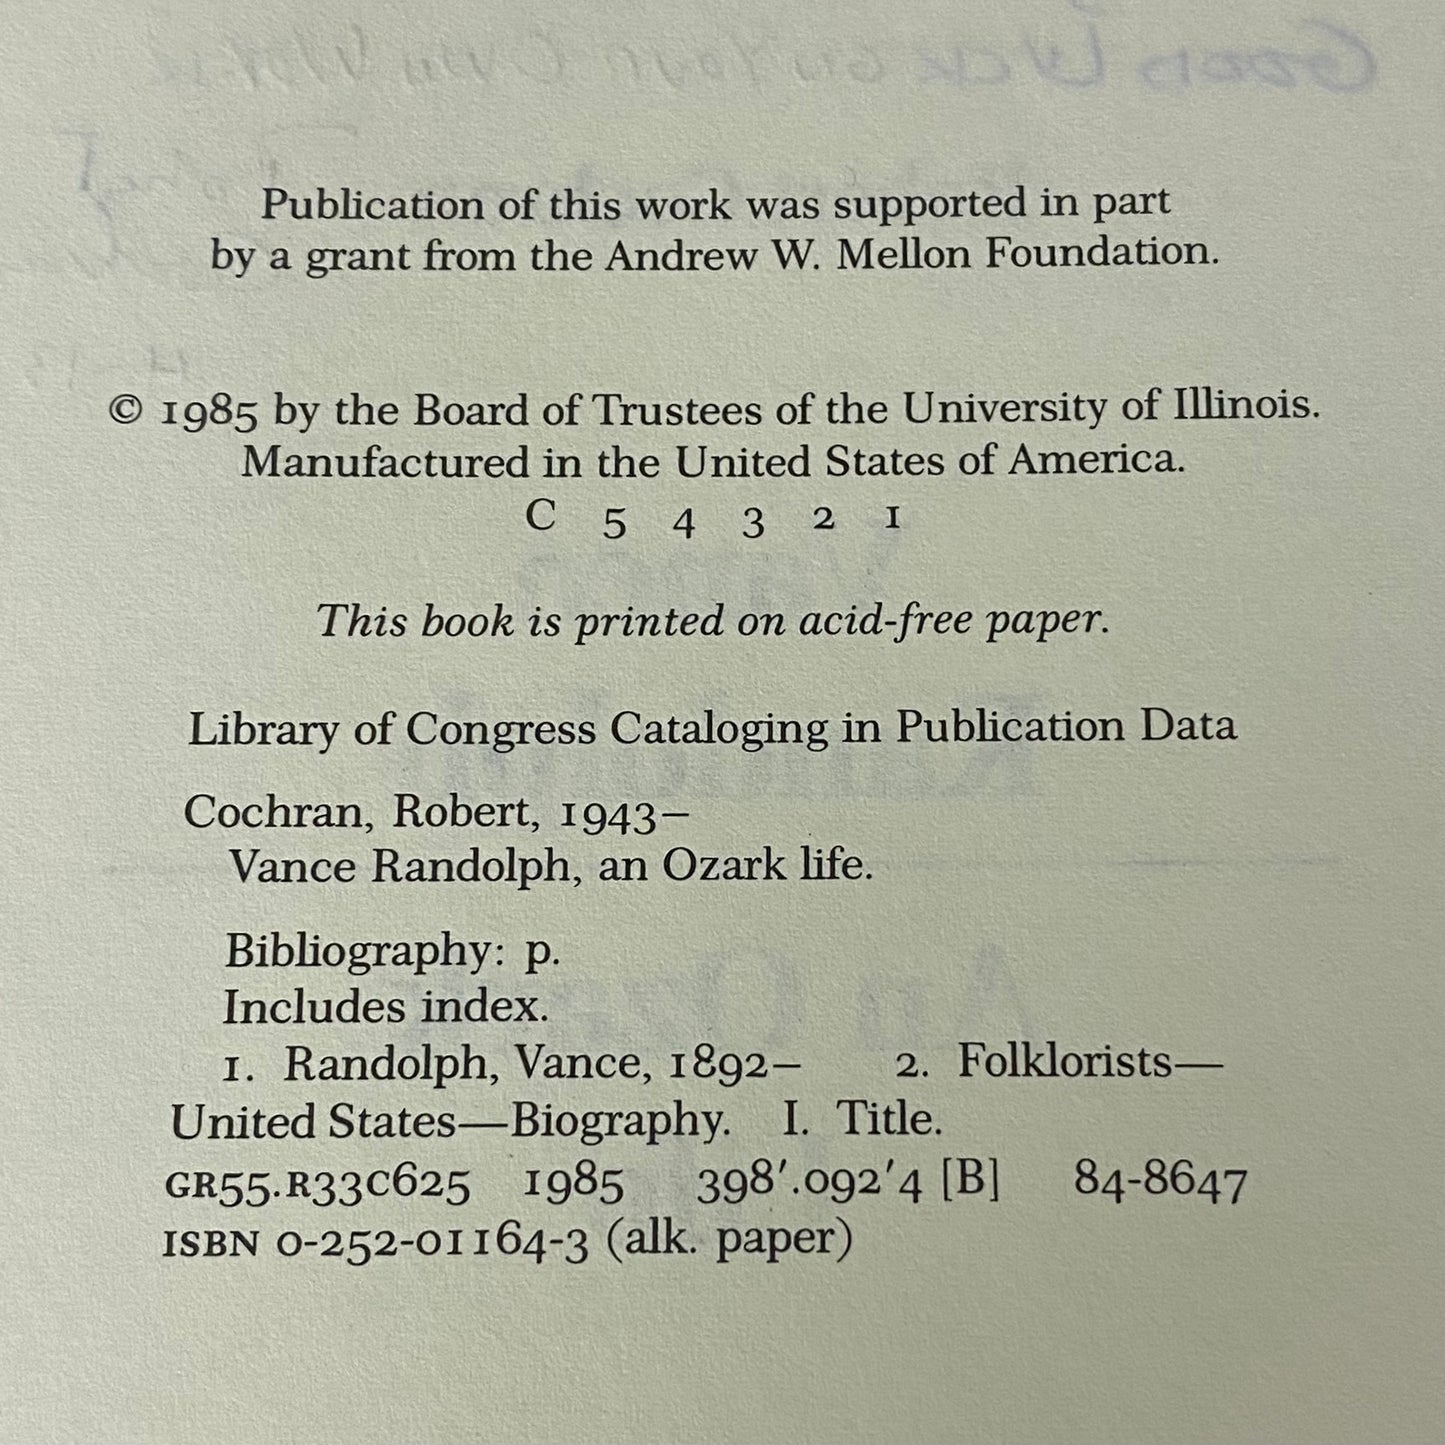 Publication of this work was supported in part
by a grant from the Andrew W. Mellon Foundation.
© 1985 by the Board of Trustees of the University of Illinois.
Manufactured in the United States of America.
C 5 4 3 2 1
This book is printed on acid-free paper.
Library of Congress Cataloging in Publication Data
Cochran, Robert, 1943–
Vance Randolph, an Ozark life.
Bibliography: p.
Includes index.
1. Randolph, Vance, 1892– 2. Folklorists—
United States—Biography. I. Title.
GR55.R33C625 1985 398'.092'4 [B] 84-8647
ISBN 0-252-01164-3 (alk. paper)